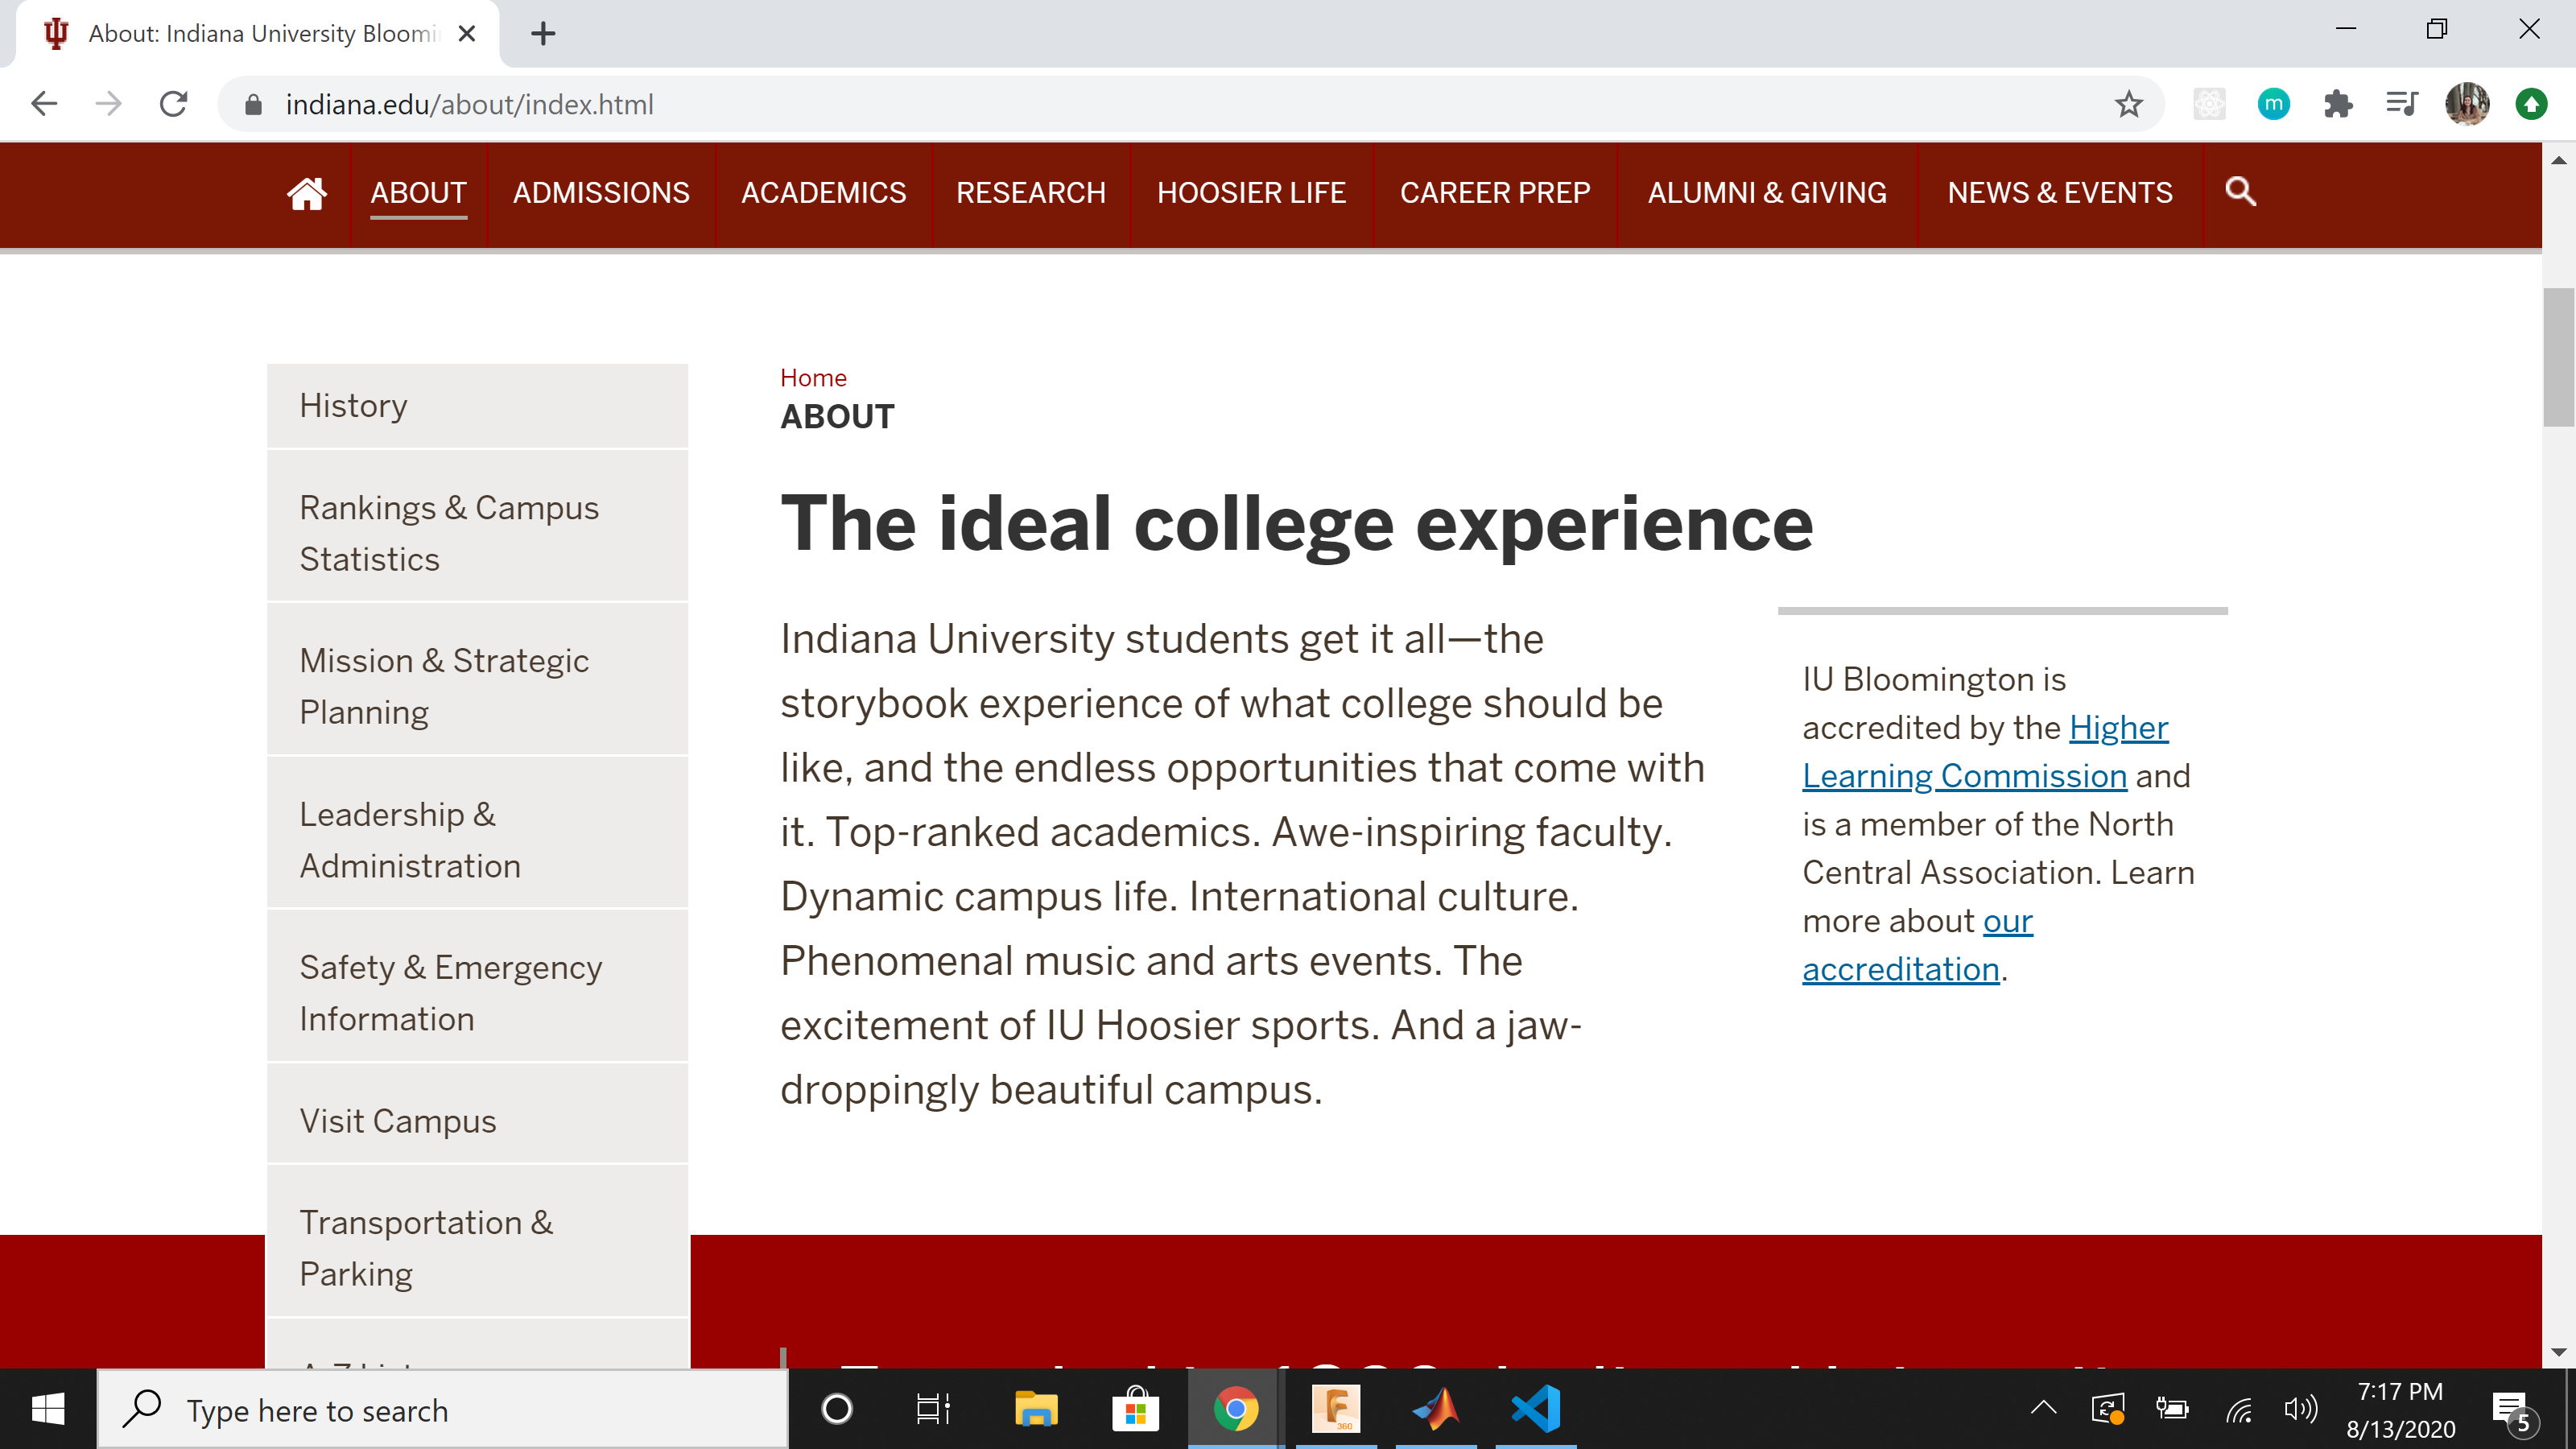 About: Indiana University Bloomi
indiana.edu/about/index.html
m
ABOUT
ADMISSIONS
ACADEMICS
RESEARCH
HOOSIER LIFE
CAREER PREP
ALUMNI & GIVING
NEWS & EVENTS
History
Rankings & Campus
Statistics
Mission & Strategic
Planning
Leadership &
Administration
Safety & Emergency
Information
Visit Campus
Transportation &
Parking
Home
ABOUT
The ideal college experience
Indiana University students get it all—the
storybook experience of what college should be
like, and the endless opportunities that come with
it. Top-ranked academics. Awe-inspiring faculty.
Dynamic campus life. International culture.
Phenomenal music and arts events. The
excitement of IU Hoosier sports. And a jaw-
droppingly beautiful campus.
IU Bloomington is
accredited by the Higher
Learning Commission and
is a member of the North
Central Association. Learn
more about our
accreditation.
Type here to search
F
360
7:17 PM
8/13/2020
5